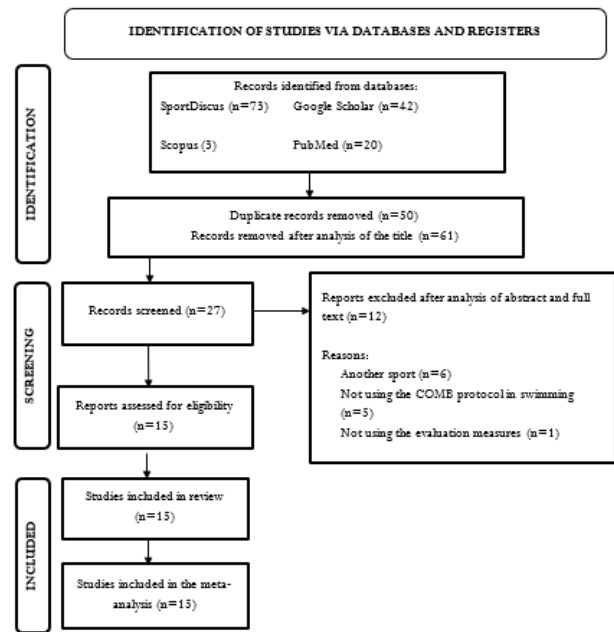 IDENTIFICATION OF STUDIES VIA DATABASES AND REGISTERS
IDENTIFICATION
Records identified from databases:
SportDiscus (n=73) Google Scholar (n=42)
Scopus (3) PubMed (n=20)
Duplicate records removed (n=50)
Records removed after analysis of the title (n=61)
SCREENING
Records screened (n=27)
Reports excluded after analysis of abstract and full
text (n=12)
Reasons:
Another sport (n=6)
Not using the COMB protocol in swimming
(n=5)
Not using the evaluation measures (n=1)
Reports assessed for eligibility
(n=15)
INCLUDED
Studies included in review
(n=15)
Studies included in the meta-
analysis (n=15)